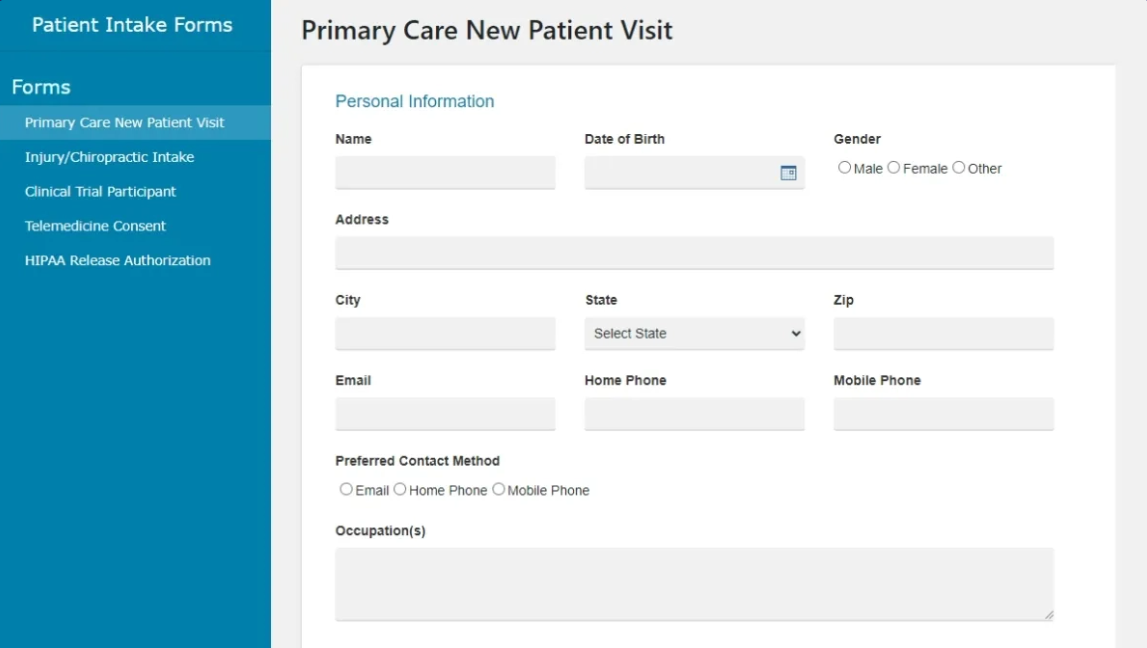 Patient Intake Forms
Forms
Primary Care New Patient Visit
Injury/Chiropractic Intake
Clinical Trial Participant
Telemedicine Consent
HIPAA Release Authorization
Primary Care New Patient Visit
Personal Information
Name Date of Birth Gender
Male Female Other
Address
City State Zip
Select State
Email Home Phone Mobile Phone
Preferred Contact Method
Email Home Phone Mobile Phone
Occupation(s)